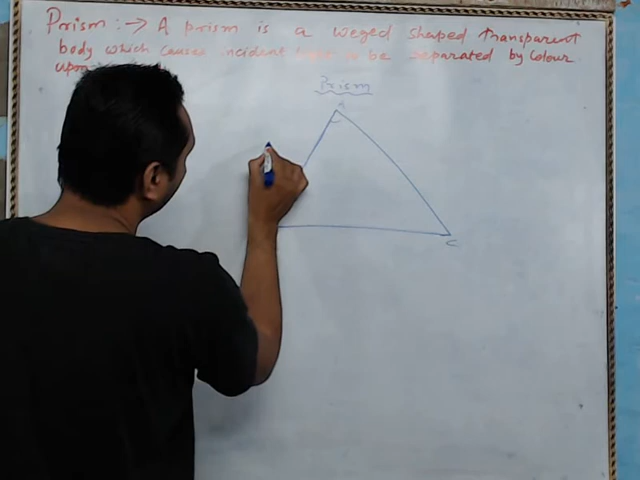 Prism :→ A prism is a weged shaped transparent
body which causes incident light to be separated by colour
upon
Prism
A
C